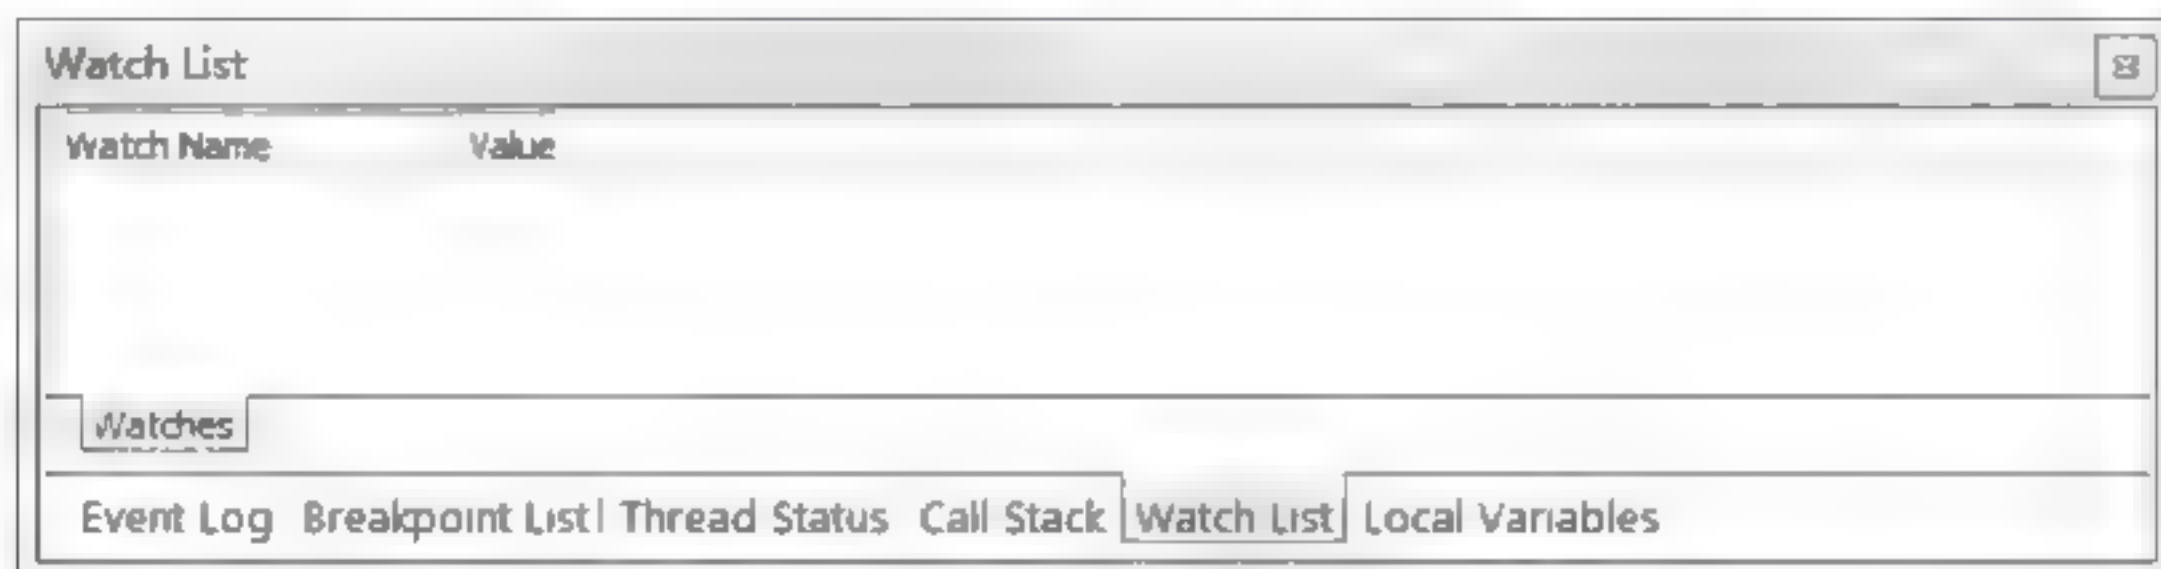 Watch List
Watch Name Value
Watches
Event Log Breakpoint List Thread Status Call Stack Watch List Local Variables